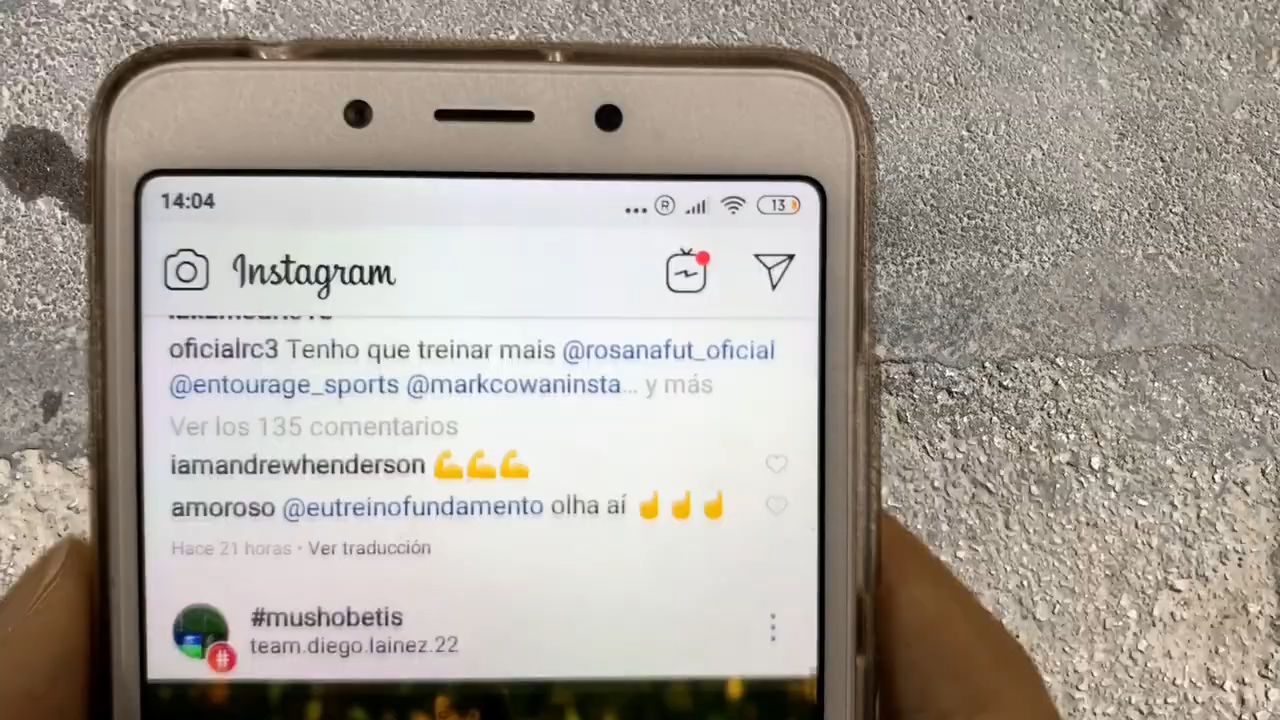 14:04
R
13
Instagram
oficialrc3 Tenho que treinar mais @rosanafut_oficial
@entourage_sports @markcowaninsta... y más
Ver los 135 comentarios
iamandrewhenderson 💪💪💪
amoroso @eutreinofundamento olha aí ☝☝☝
Hace 21 horas • Ver traducción
#mushobetis
team.diego.lainez.22
#